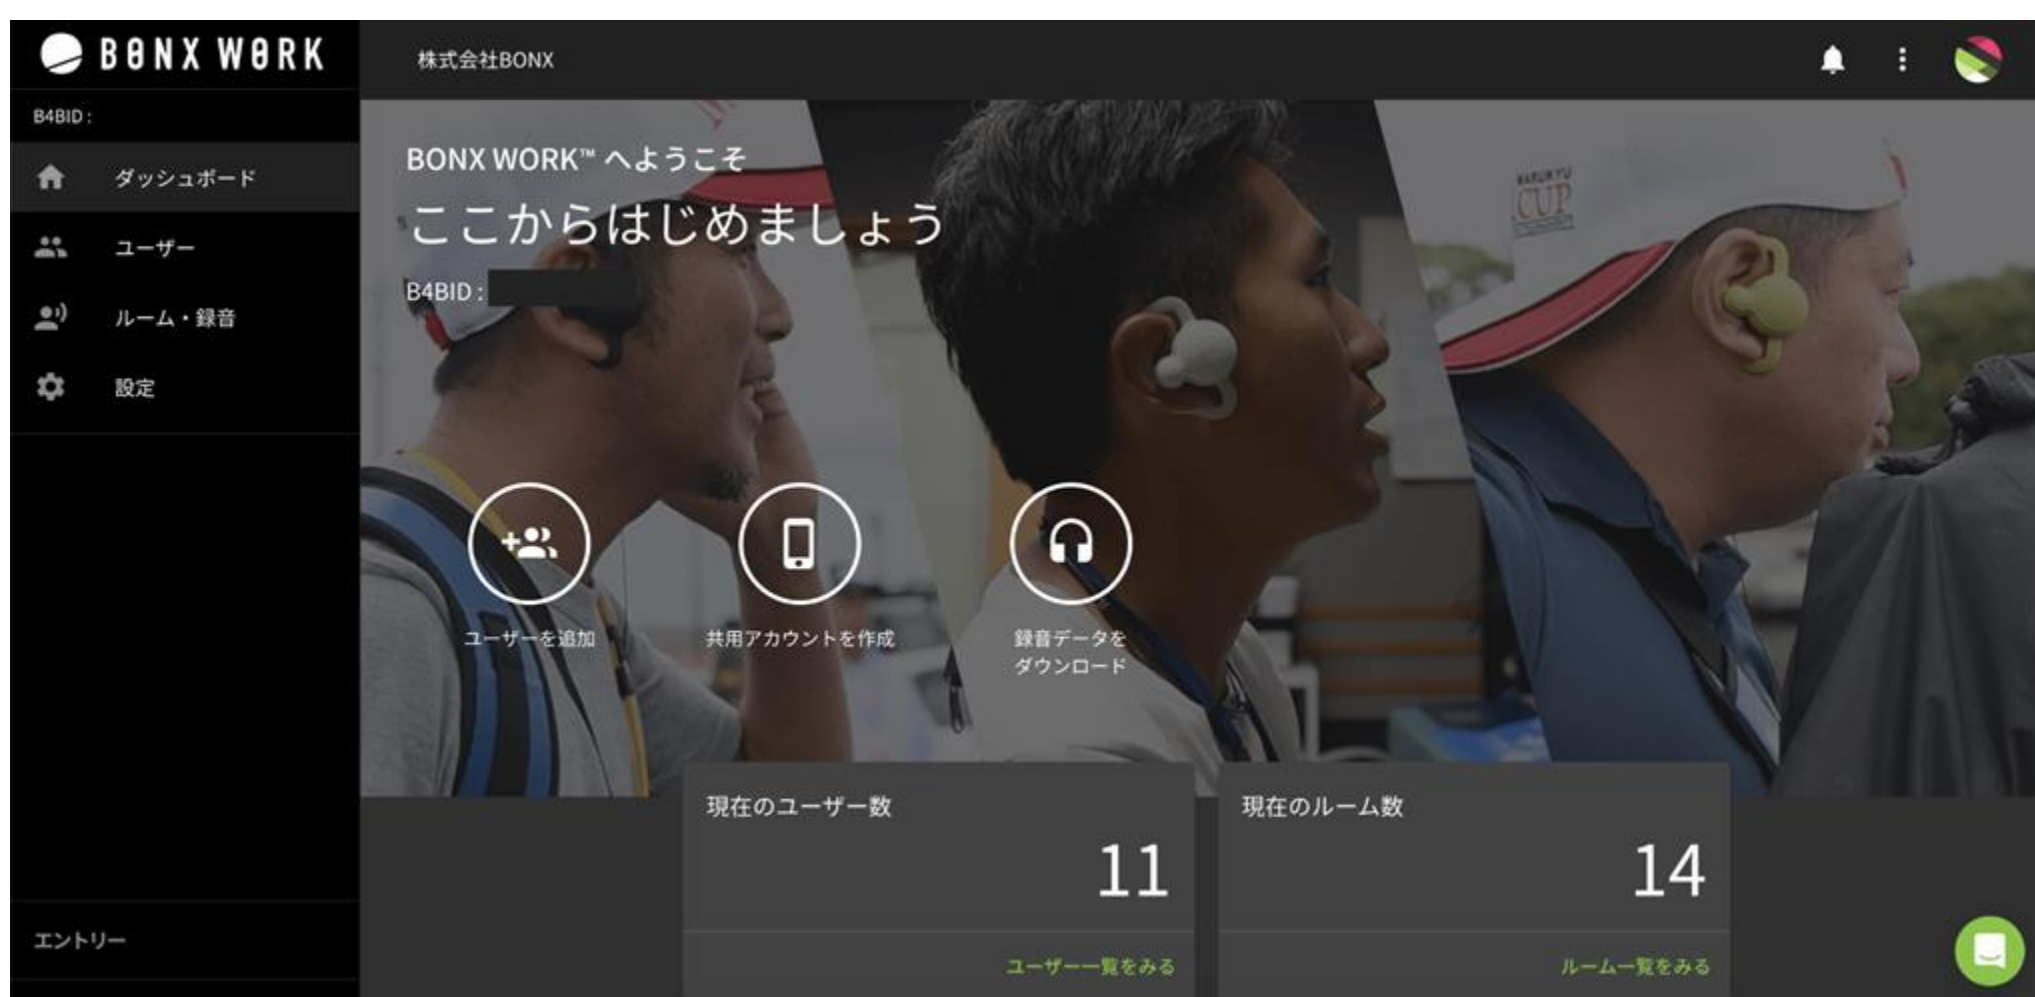 BONX WORK
株式会社BONX
B4BID :
ダッシュボード
ユーザー
ルーム・録音
設定
エントリー
BONX WORK™ へようこそ
ここからはじめましょう
B4BID :
CUP
ユーザーを追加
共用アカウントを作成
録音データを
ダウンロード
現在のユーザー数
11
ユーザー一覧をみる
現在のルーム数
14
ルーム一覧をみる